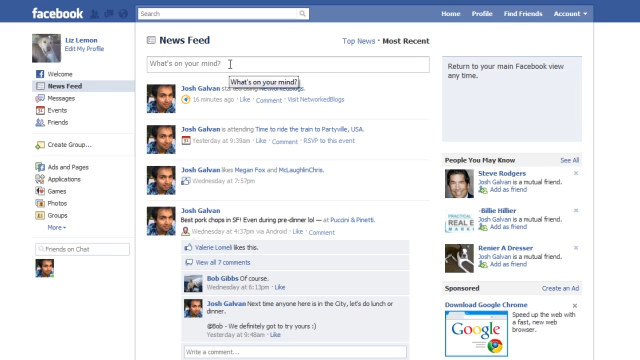 facebook
Search
Home Profile Find Friends Account
Liz Lemon
Edit My Profile
Welcome
News Feed
Messages
Events
Friends
Create Group...
Ads and Pages
Applications
Games
Photos
Groups
More
Friends on Chat
News Feed
Top News · Most Recent
What's on your mind?
What's on your mind?
Josh Galvan started using NetworkedBlogs.
16 minutes ago · Like · Comment · Visit NetworkedBlogs
Josh Galvan is attending Time to ride the train to Partyville, USA.
Yesterday at 9:39am · Like · Comment · RSVP to this event
Josh Galvan likes Megan Fox and McLaughlinChris.
Wednesday at 7:57pm
Josh Galvan
Best pork chops in SF! Even during pre-dinner lol — at Puccini & Pinetti.
Wednesday at 4:37pm via Android · Like · Comment
Valerie Lomeli likes this.
View all 7 comments
Bob Gibbs Of course.
Wednesday at 6:13pm · Like
Josh Galvan Next time anyone here is in the City, let's do lunch or
dinner.
@Bob - We definitely got to try yours :)
Yesterday at 9:48am · Like
Write a comment...
Return to your main Facebook view
any time.
People You May Know See All
Steve Rodgers
Josh Galvan is a mutual friend.
Add as friend
-Billie Hillier
Josh Galvan is a mutual friend.
Add as friend
Renier A Dresser
Josh Galvan is a mutual friend.
Add as friend
Sponsored Create an Ad
Download Google Chrome
Google
Speed up the web with
a fast, new web
browser.